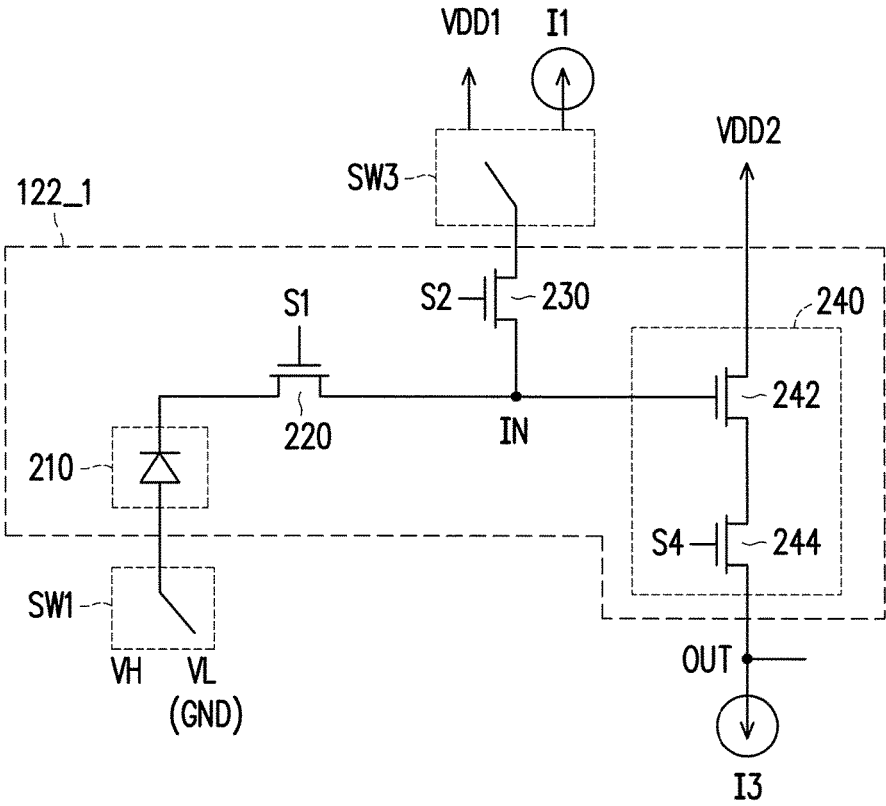 VDD1
I1
VDD2
SW3
122_1
S2
230
S1
240
242
220
IN
210
S4
244
SW1
VH
VL
(GND)
OUT
I3